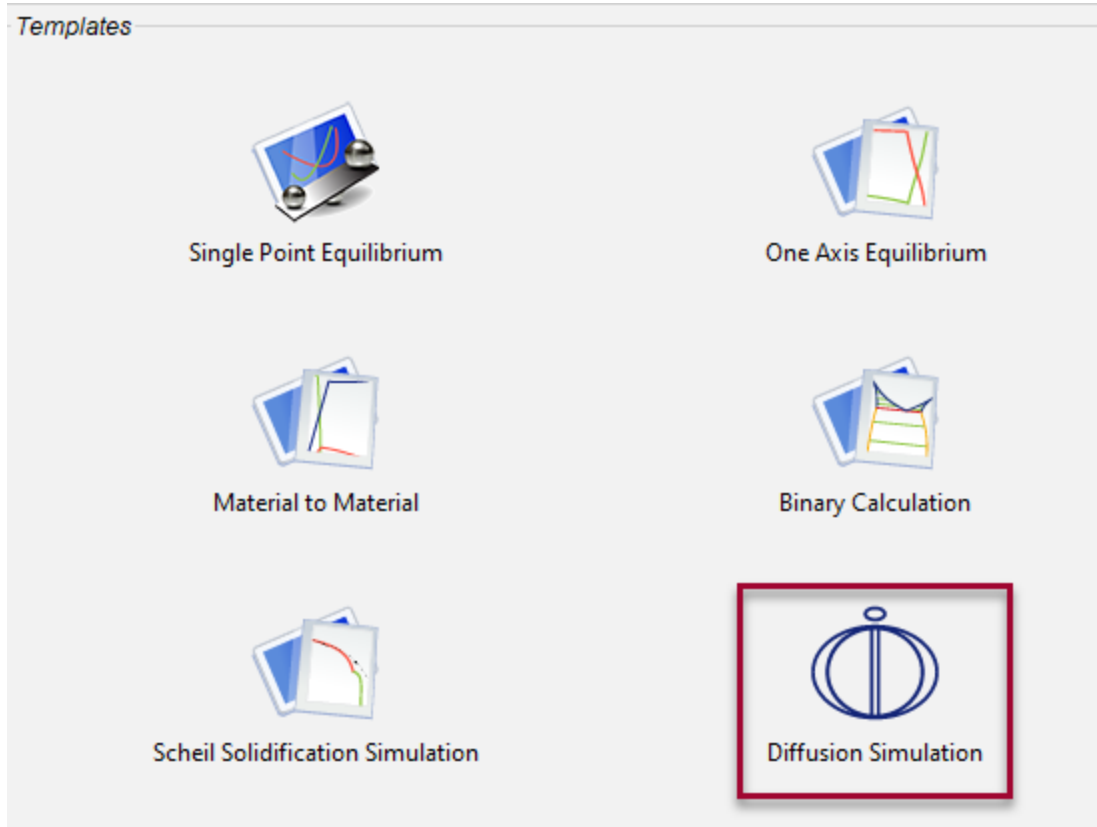 Templates
Single Point Equilibrium
One Axis Equilibrium
Material to Material
Binary Calculation
Scheil Solidification Simulation
Diffusion Simulation